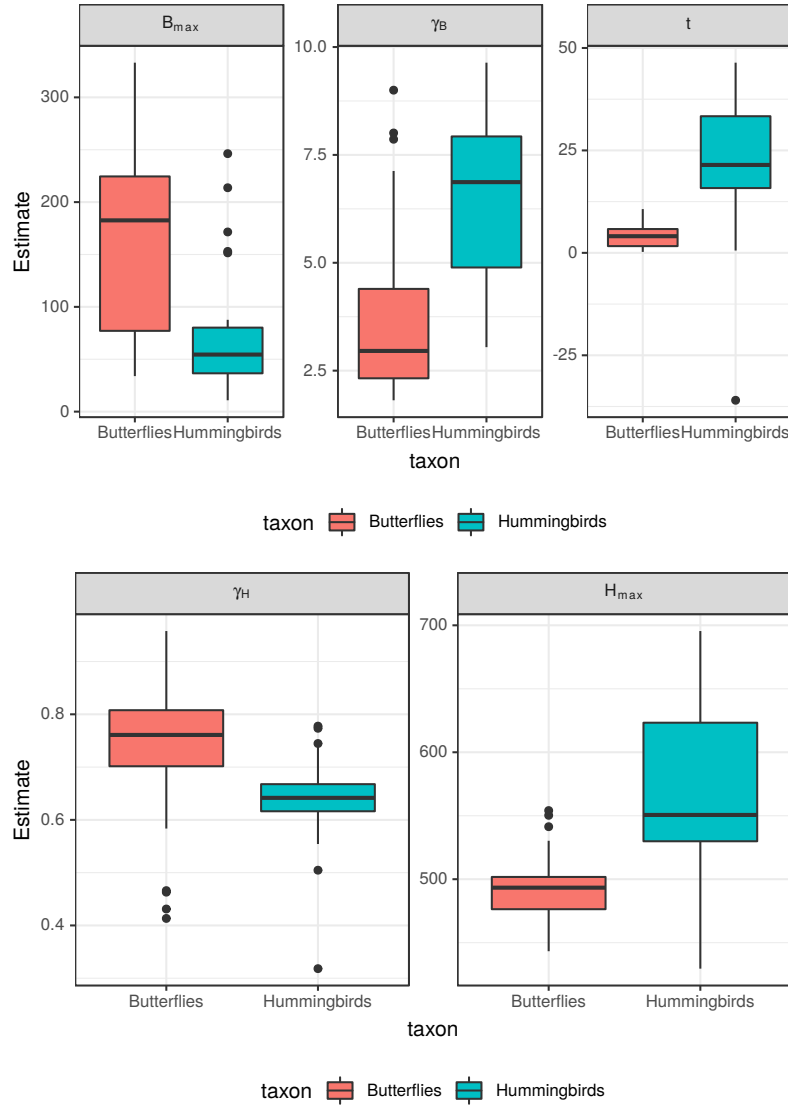 Bmax γB t
Estimate
300
200
100
0
10.0
7.5
5.0
2.5
50
25
0
-25
Butterflies Hummingbirds Butterflies Hummingbirds Butterflies Hummingbirds
taxon
taxon Butterflies Hummingbirds
γH Hmax
Estimate
0.8
0.6
0.4
700
600
500
Butterflies Hummingbirds Butterflies Hummingbirds
taxon
taxon Butterflies Hummingbirds